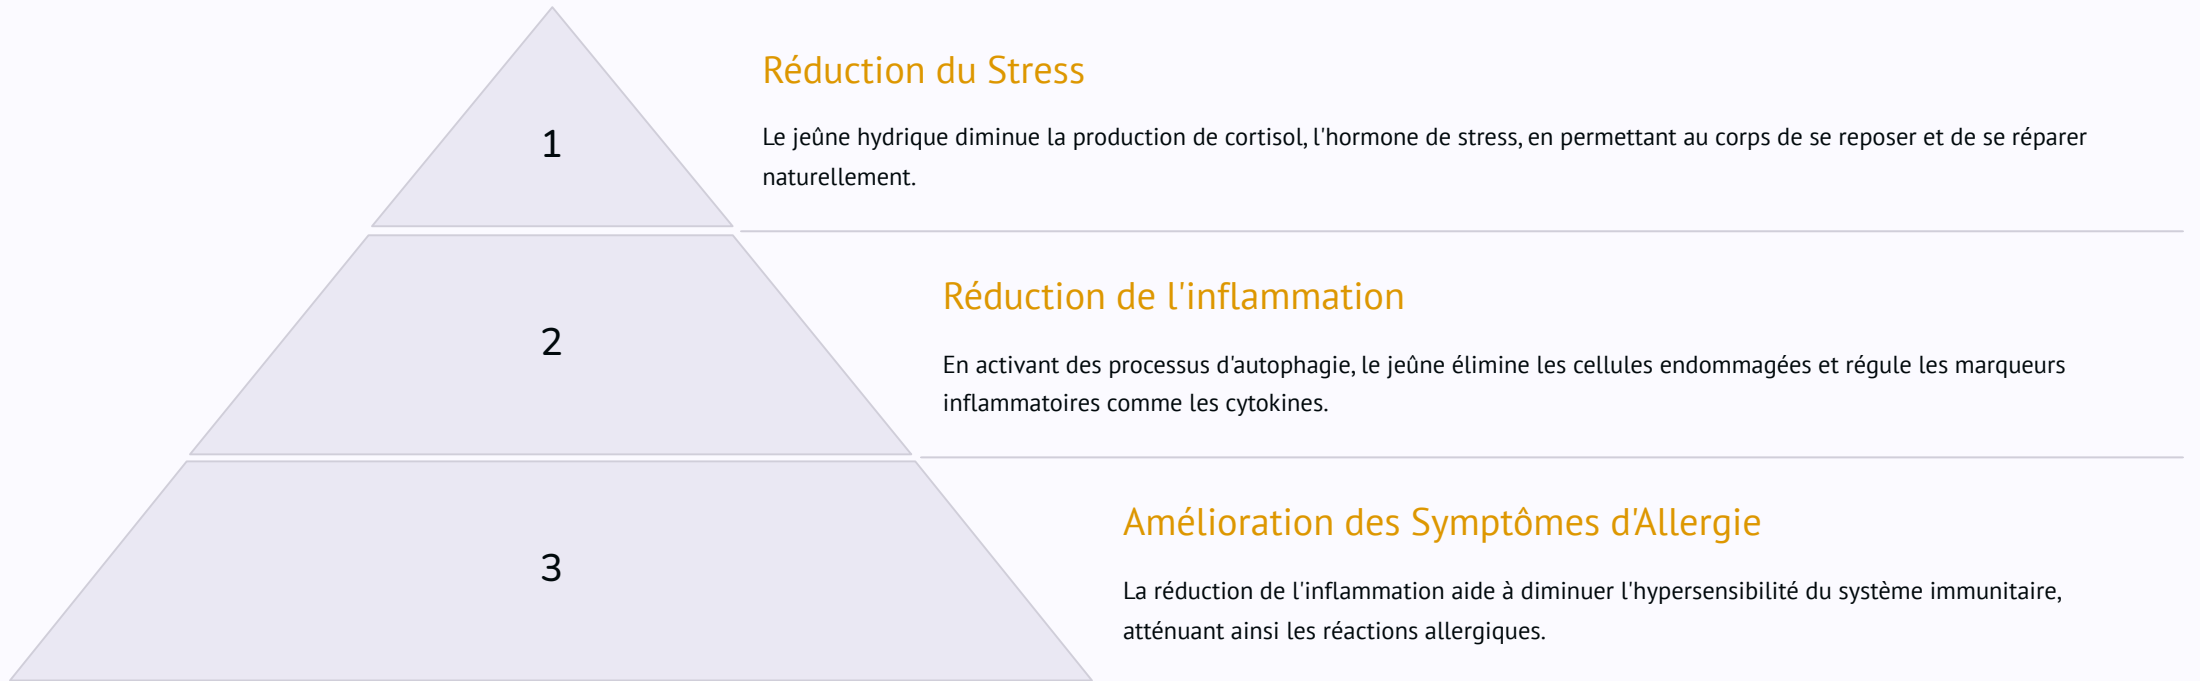 1
Réduction du Stress
Le jeûne hydrique diminue la production de cortisol, l'hormone de stress, en permettant au corps de se reposer et de se réparer
naturellement.
2
Réduction de l'inflammation
En activant des processus d'autophagie, le jeûne élimine les cellules endommagées et régule les marqueurs
inflammatoires comme les cytokines.
3
Amélioration des Symptômes d'Allergie
La réduction de l'inflammation aide à diminuer l'hypersensibilité du système immunitaire,
atténuant ainsi les réactions allergiques.